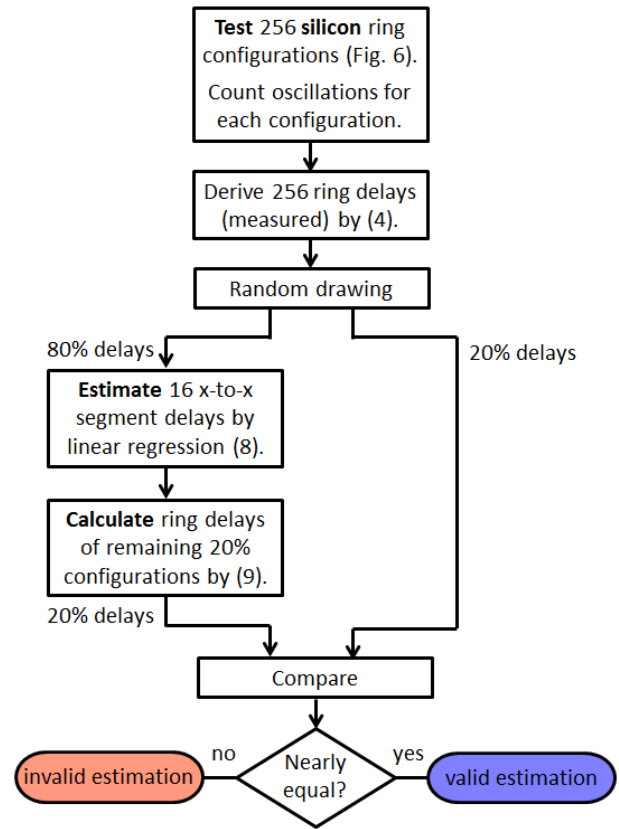 Test 256 silicon ring
configurations (Fig. 6).
Count oscillations for
each configuration.
Derive 256 ring delays
(measured) by (4).
Random drawing
80% delays
20% delays
Estimate 16 x-to-x
segment delays by
linear regression (8).
Calculate ring delays
of remaining 20%
configurations by (9).
20% delays
Compare
Nearly
equal?
no
yes
invalid estimation
valid estimation